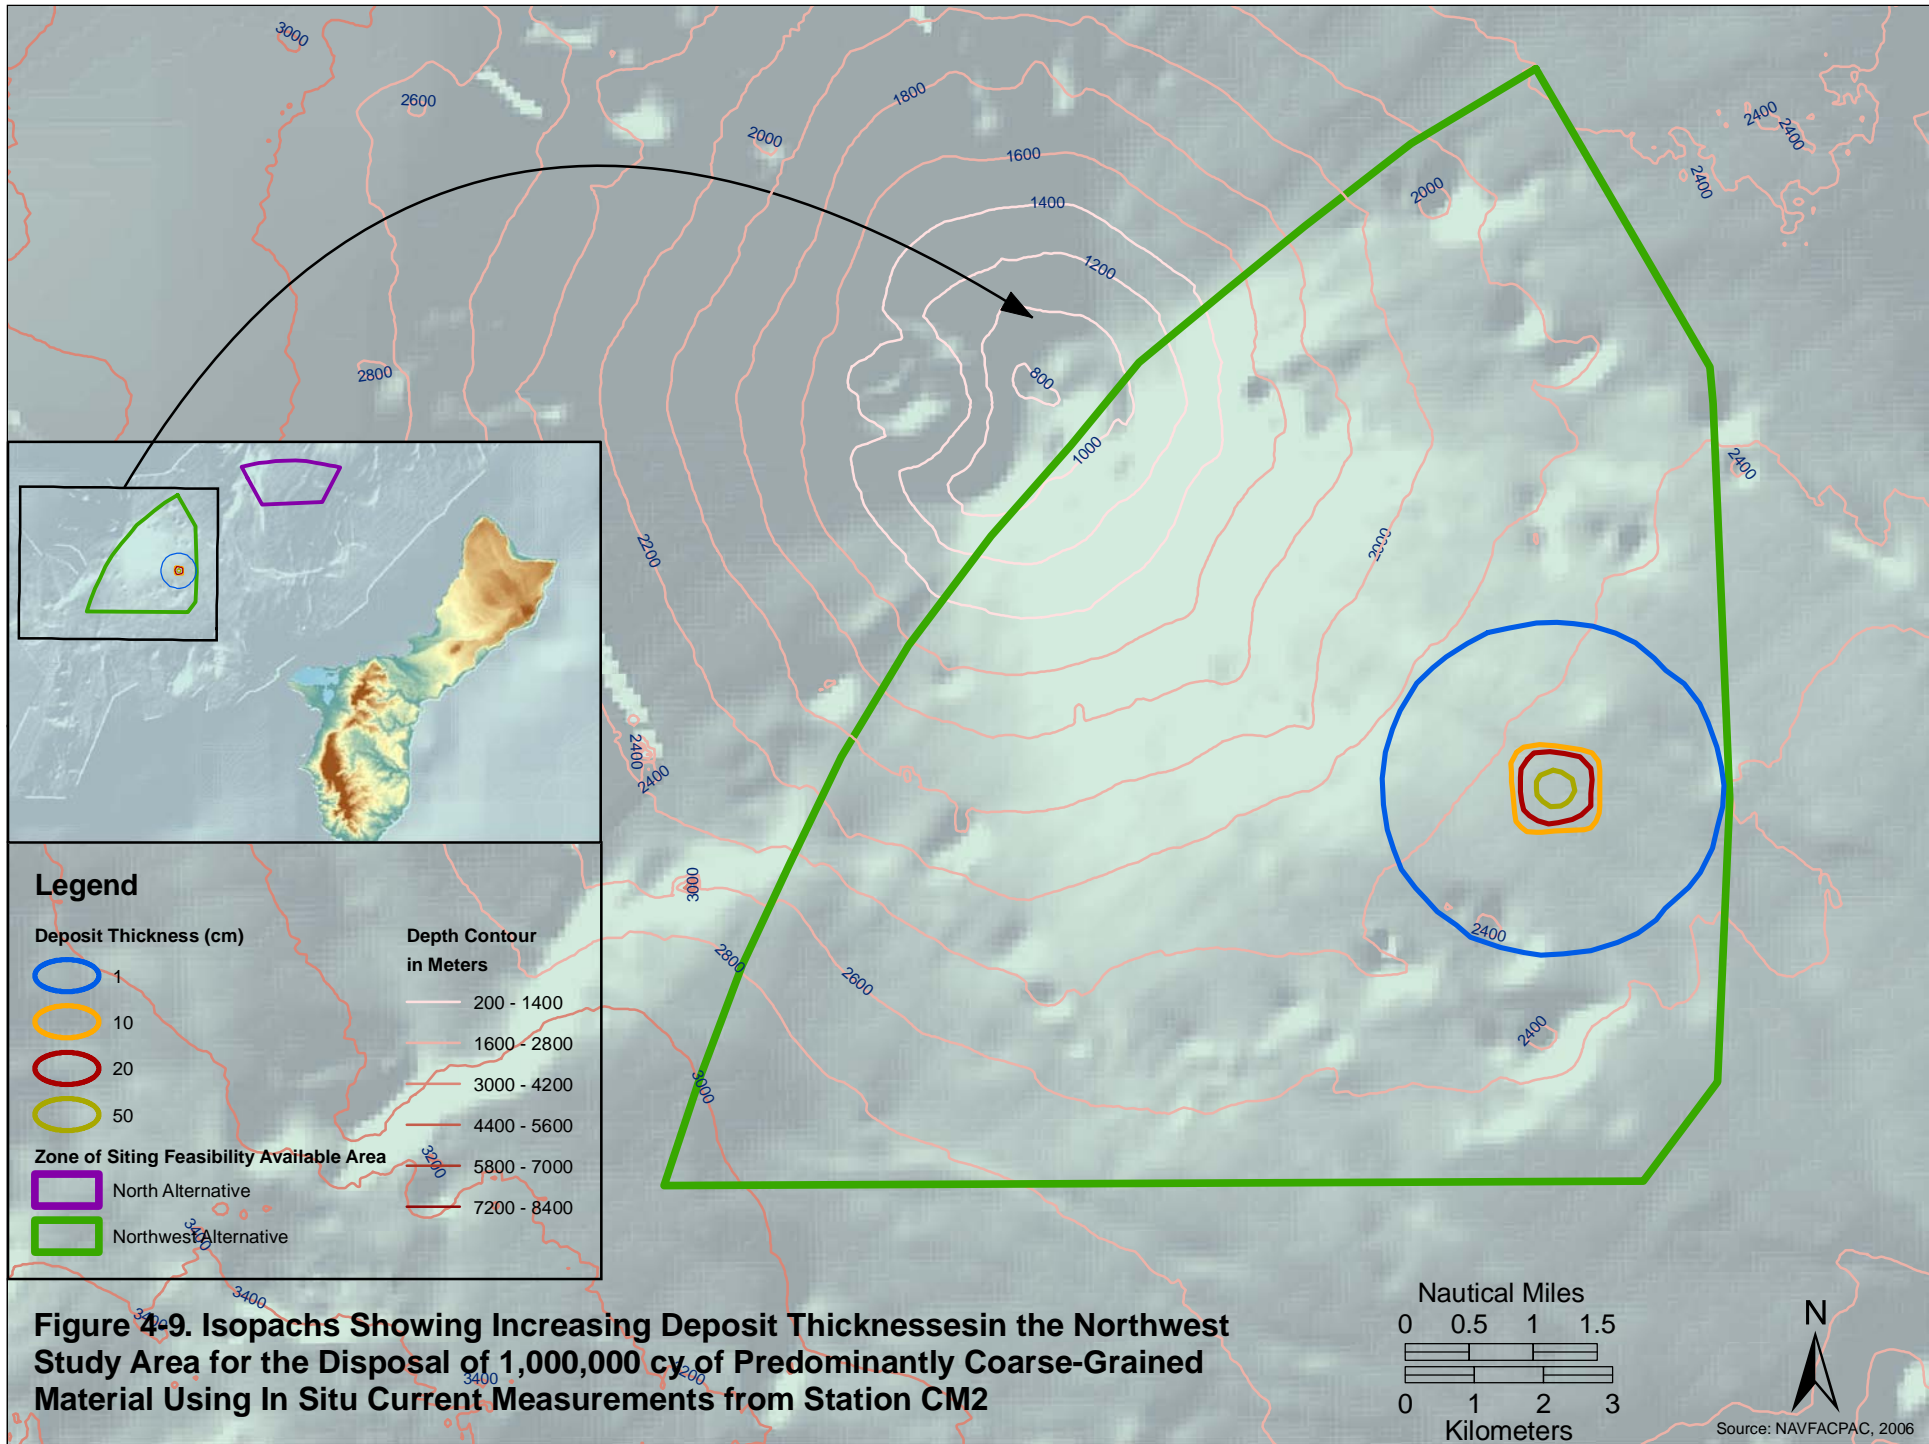 3000
2600
2000
1800
1600
1400
1200
800
1000
2000
2400
2400
2400
2400
2800
2200
2000
2400
2400
3000
2800
2600
2400
2400
3000
Legend
Deposit Thickness (cm)
1
10
20
50
Depth Contour
in Meters
200 - 1400
1600 - 2800
3000 - 4200
4400 - 5600
5800 - 7000
7200 - 8400
Zone of Siting Feasibility Available Area
North Alternative
Northwest Alternative
3200
3400
3400
3400
3200
3400
Figure 4-9. Isopachs Showing Increasing Deposit Thicknessesin the Northwest
Study Area for the Disposal of 1,000,000 cy of Predominantly Coarse-Grained
Material Using In Situ Current Measurements from Station CM2
Nautical Miles
0 0.5 1 1.5
0 1 2 3
Kilometers
N
Source: NAVFACPAC, 2006